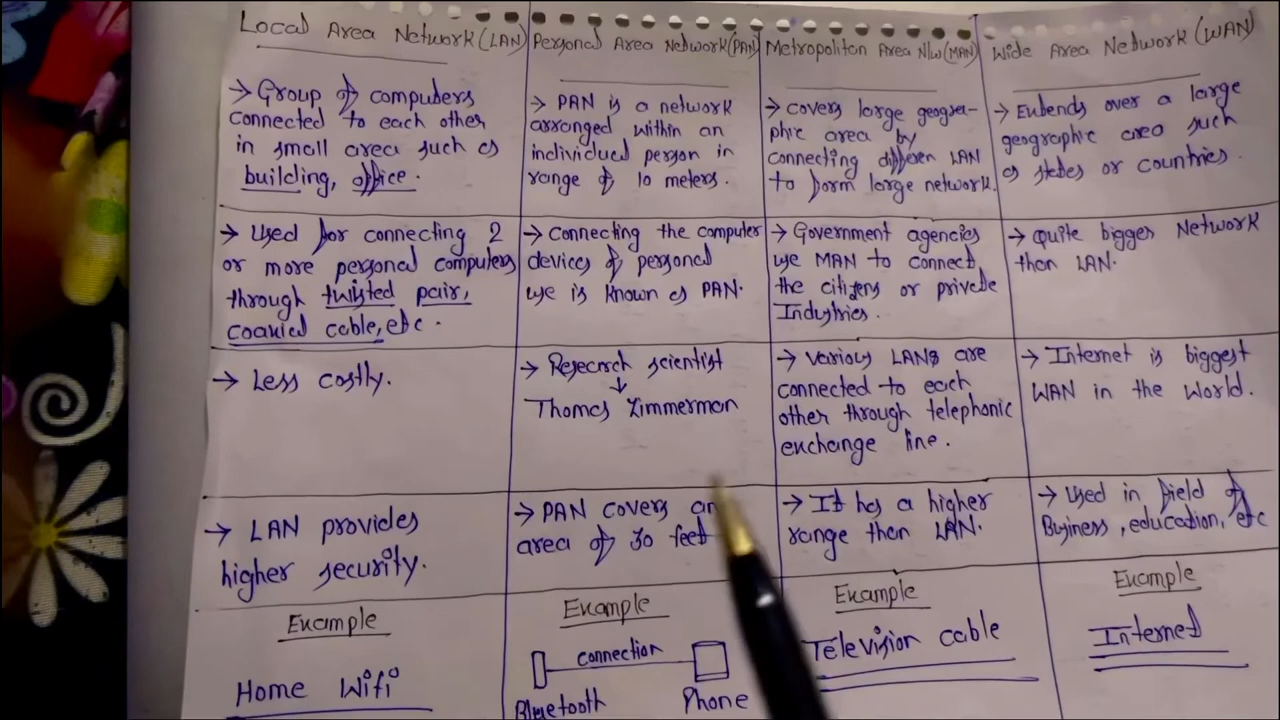 Local Area Network (LAN)
Personal Area Network (PAN)
Metropolitan Area N/w (MAN)
Wide Area Network (WAN)
→ Group of computers
connected to each other
in small area such as
building, office.
→ PAN is a network
arranged within an
individual person in
range of 10 meters.
→ covers large geogra-
phic area by
connecting differen LAN
to form large network.
→ Extends over a large
geographic area such
as states or countries.
→ Used for connecting 2
or more personal computers
through twisted pair,
coaxial cable, etc.
→ Connecting the computer
devices of personal
use is known as PAN.
→ Government agencies
use MAN to connect
the citizens or private
Industries.
→ Quite bigger Network
than LAN.
→ Less costly.
→ Research scientist
↓
Thomas Zimmerman
→ Various LANs are
connected to each
other through telephonic
exchange line.
→ Internet is biggest
WAN in the World.
→ LAN provides
higher security.
→ PAN covers an
area of 30 feet
→ It has a higher
range than LAN.
→ Used in field of
Business, education, etc
Example
Home Wifi
Example
connection
Bluetooth
Phone
Example
Television cable
Example
Internet